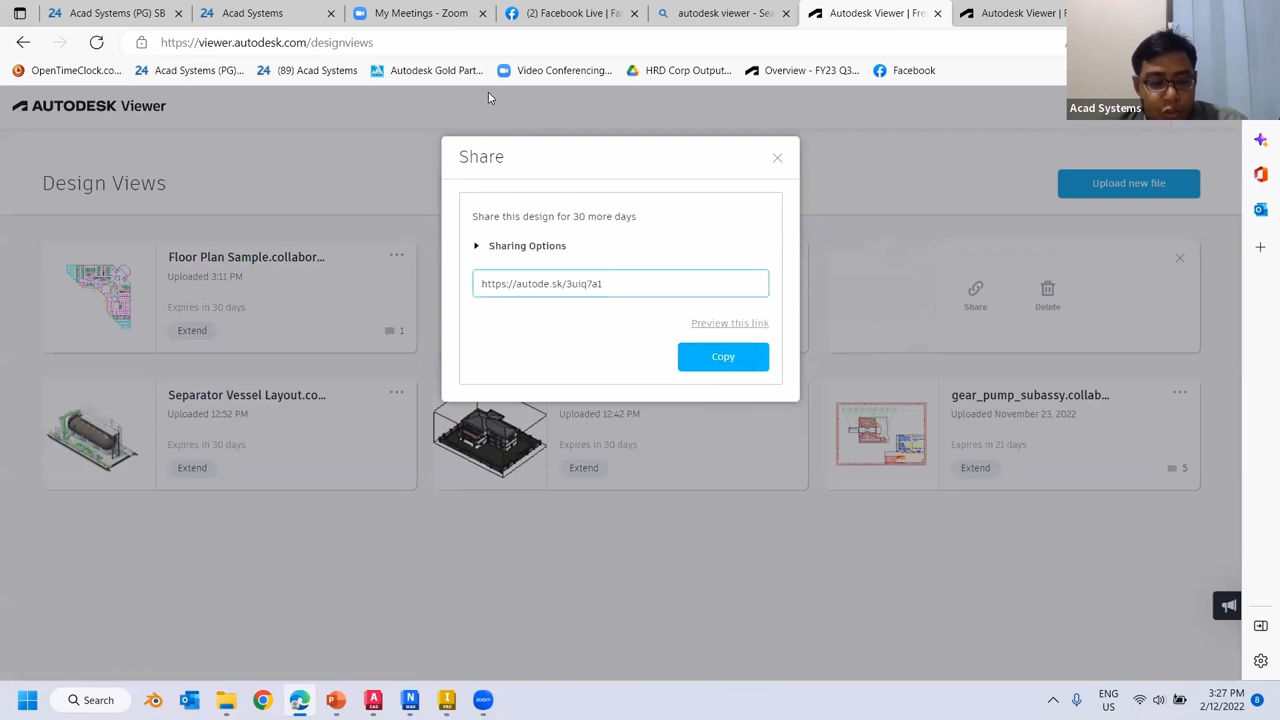 24 Acad Systems (PG) SB
24 Acad Systems
My Meetings - Zoom
(2) Facebook Live | Fa
autodesk viewer - Sea
Autodesk Viewer | Free
Autodesk Viewer | F
https://viewer.autodesk.com/designviews
OpenTimeClock.co...
24 Acad Systems (PG)...
24 (89) Acad Systems
Autodesk Gold Part...
Video Conferencing,...
HRD Corp Output...
Overview - FY23 Q3...
Facebook
Acad Systems
AUTODESK Viewer
Share
Design Views
Upload new file
Share this design for 30 more days
Sharing Options
https://autode.sk/3uiq7a1
Preview this link
Copy
Floor Plan Sample.collabor...
Uploaded 3:11 PM
Expires in 30 days
Extend
1
Share
Delete
Separator Vessel Layout.co...
Uploaded 12:52 PM
Expires in 30 days
Extend
Uploaded 12:42 PM
Expires in 30 days
Extend
gear_pump_subassy.collab...
Uploaded November 23, 2022
Expires in 21 days
Extend
5
Search
ENG
US
3:27 PM
2/12/2022
8